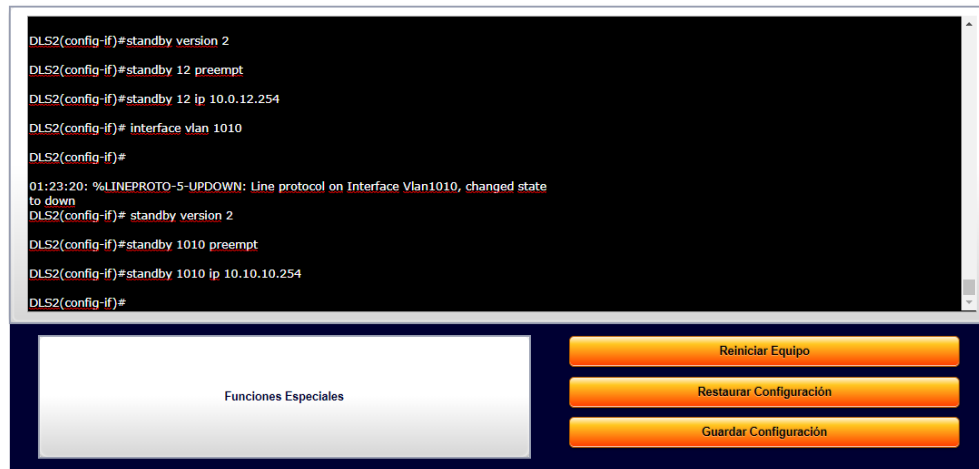 DLS2(config-if)#standby version 2
DLS2(config-if)#standby 12 preempt
DLS2(config-if)#standby 12 ip 10.0.12.254
DLS2(config-if)# interface vlan 1010
DLS2(config-if)#
01:23:20: %LINEPROTO-5-UPDOWN: Line protocol on Interface Vlan1010, changed state
to down
DLS2(config-if)# standby version 2
DLS2(config-if)#standby 1010 preempt
DLS2(config-if)#standby 1010 ip 10.10.10.254
DLS2(config-if)#
Funciones Especiales
Reiniciar Equipo
Restaurar Configuración
Guardar Configuración